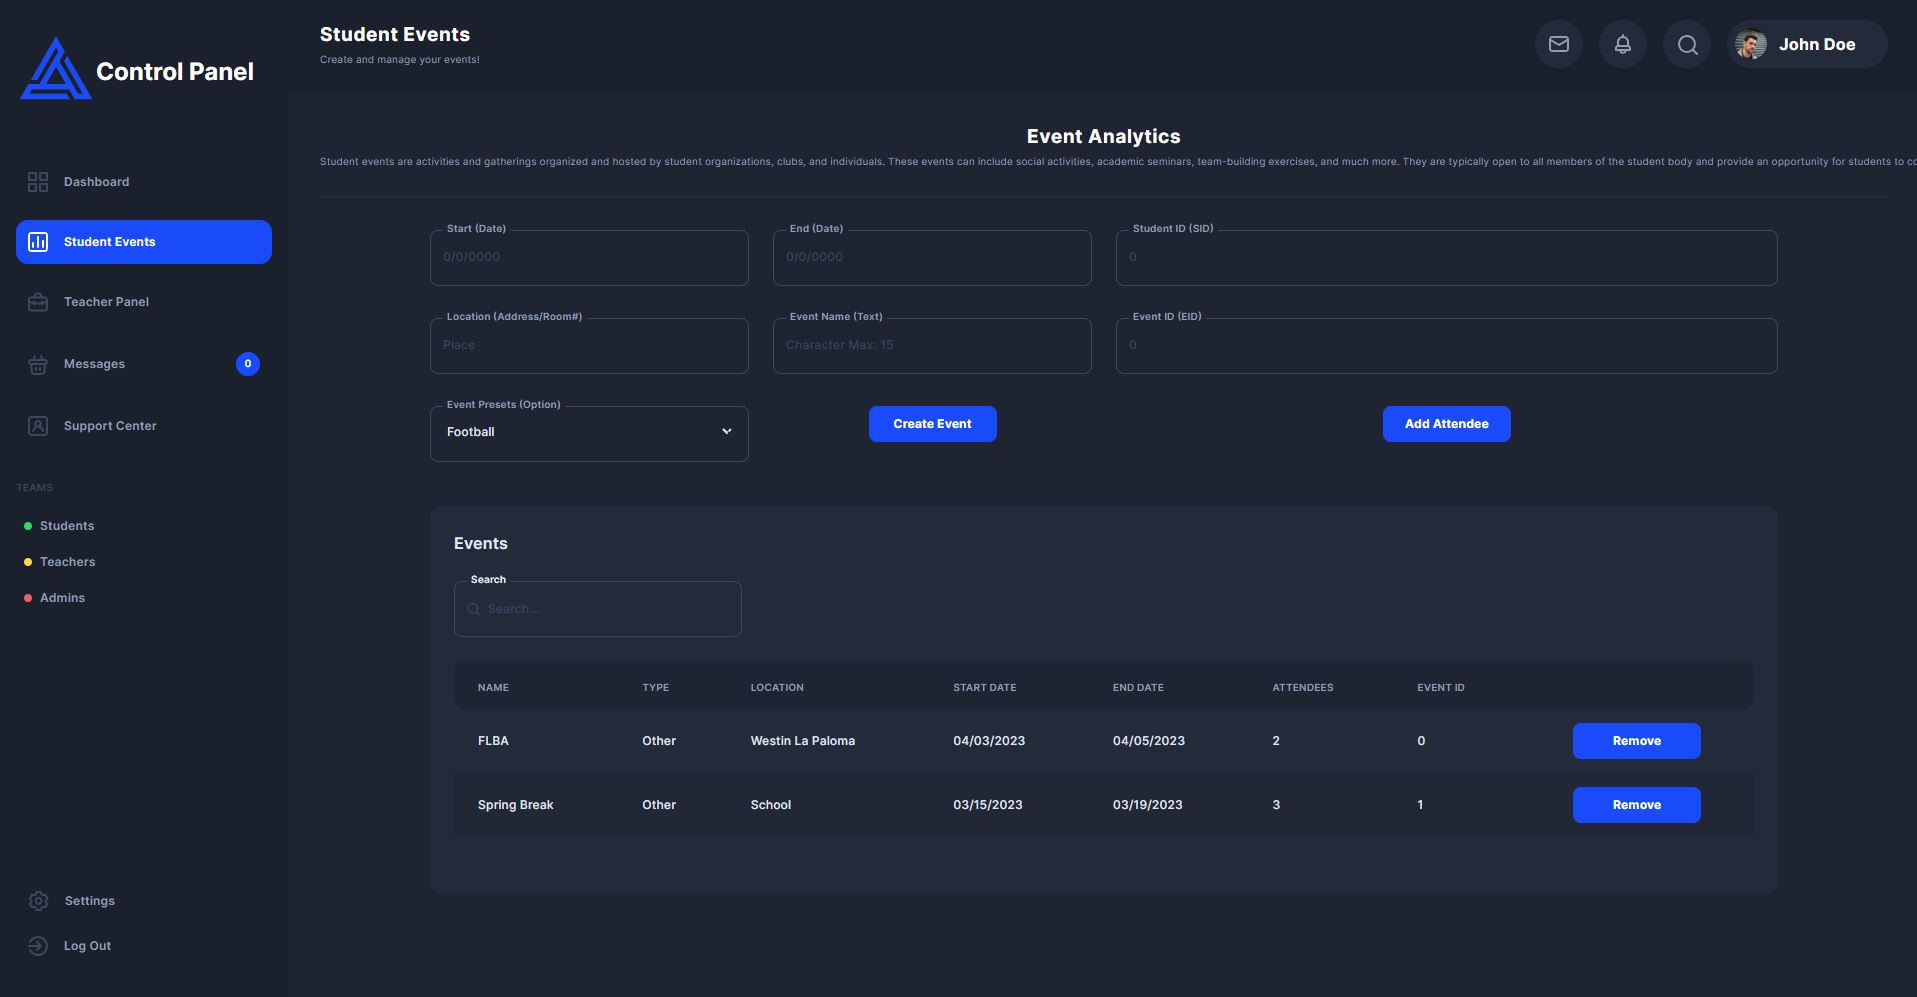 Control Panel
Student Events
Create and manage your events!
John Doe
Dashboard
Student Events
Teacher Panel
Messages
0
Support Center
TEAMS
Students
Teachers
Admins
Settings
Log Out
Event Analytics
Student events are activities and gatherings organized and hosted by student organizations, clubs, and individuals. These events can include social activities, academic seminars, team-building exercises, and much more. They are typically open to all members of the student body and provide an opportunity for students to
Start (Date)
0/0/0000
End (Date)
0/0/0000
Student ID (SID)
0
Location (Address/Room#)
Place
Event Name (Text)
Character Max: 15
Event ID (EID)
0
Event Presets (Option)
Football
Create Event
Add Attendee
Events
Search
Search...
NAME TYPE LOCATION START DATE END DATE ATTENDEES EVENT ID
FLBA Other Westin La Paloma 04/03/2023 04/05/2023 2 0 Remove
Spring Break Other School 03/15/2023 03/19/2023 3 1 Remove